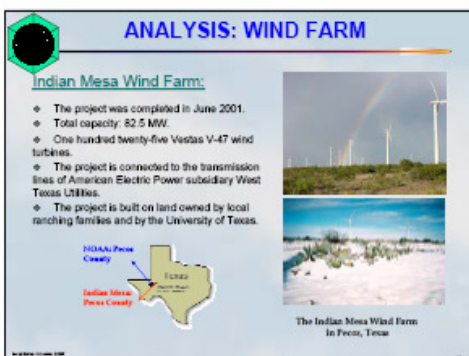 ANALYSIS: WIND FARM
Indian Mesa Wind Farm:
❖ The project was completed in June 2001.
❖ Total capacity: 82.5 MW.
❖ One hundred twenty-five Vestas V-47 wind
turbines.
❖ The project is connected to the transmission
lines of American Electric Power subsidiary West
Texas Utilities.
❖ The project is built on land owned by local
ranching families and by the University of Texas.
NOAA: Pecos
County
Texas
Indian Mesa:
Pecos County
The Indian Mesa Wind Farm
in Pecos, Texas